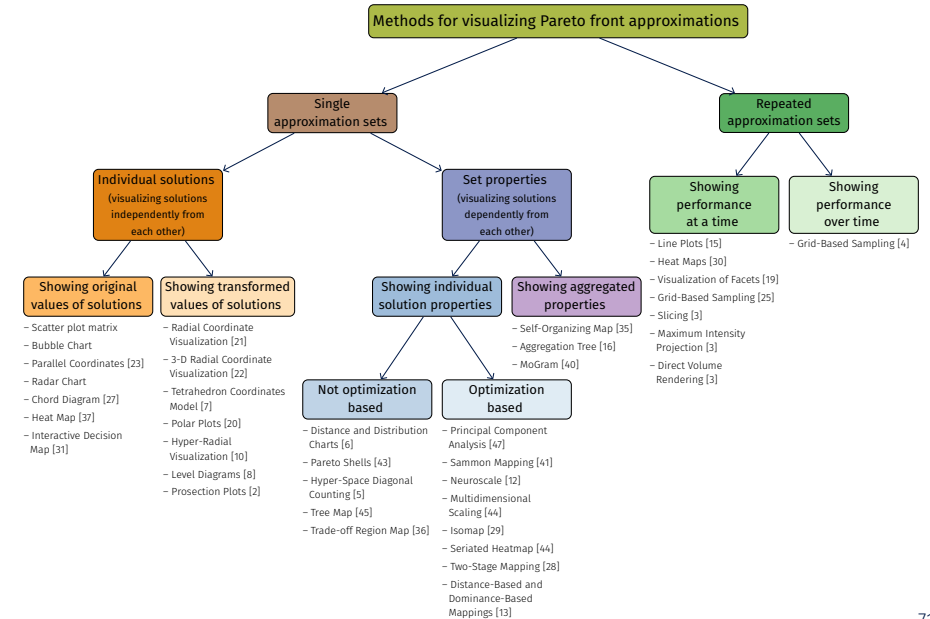 Methods for visualizing Pareto front approximations
Single
approximation sets
Repeated
approximation sets
Individual solutions
(visualizing solutions
independently from
each other)
Set properties
(visualizing solutions
dependently from
each other)
Showing
performance
at a time
Showing
performance
over time
– Line Plots [15]
– Heat Maps [30]
– Visualization of Facets [19]
– Grid-Based Sampling [25]
– Slicing [3]
– Maximum Intensity
Projection [3]
– Direct Volume
Rendering [3]
– Grid-Based Sampling [4]
Showing original
values of solutions
Showing transformed
values of solutions
Showing individual
solution properties
Showing aggregated
properties
– Scatter plot matrix
– Bubble Chart
– Parallel Coordinates [23]
– Radar Chart
– Chord Diagram [27]
– Heat Map [37]
– Interactive Decision
Map [31]
– Radial Coordinate
Visualization [21]
– 3-D Radial Coordinate
Visualization [22]
– Tetrahedron Coordinates
Model [7]
– Polar Plots [20]
– Hyper-Radial
Visualization [10]
– Level Diagrams [8]
– Prosection Plots [2]
– Self-Organizing Map [35]
– Aggregation Tree [16]
– MoGram [40]
Not optimization
based
Optimization
based
– Distance and Distribution
Charts [6]
– Pareto Shells [43]
– Hyper-Space Diagonal
Counting [5]
– Tree Map [45]
– Trade-off Region Map [36]
– Principal Component
Analysis [47]
– Sammon Mapping [41]
– Neuroscale [12]
– Multidimensional
Scaling [44]
– Isomap [29]
– Seriated Heatmap [44]
– Two-Stage Mapping [28]
– Distance-Based and
Dominance-Based
Mappings [13]